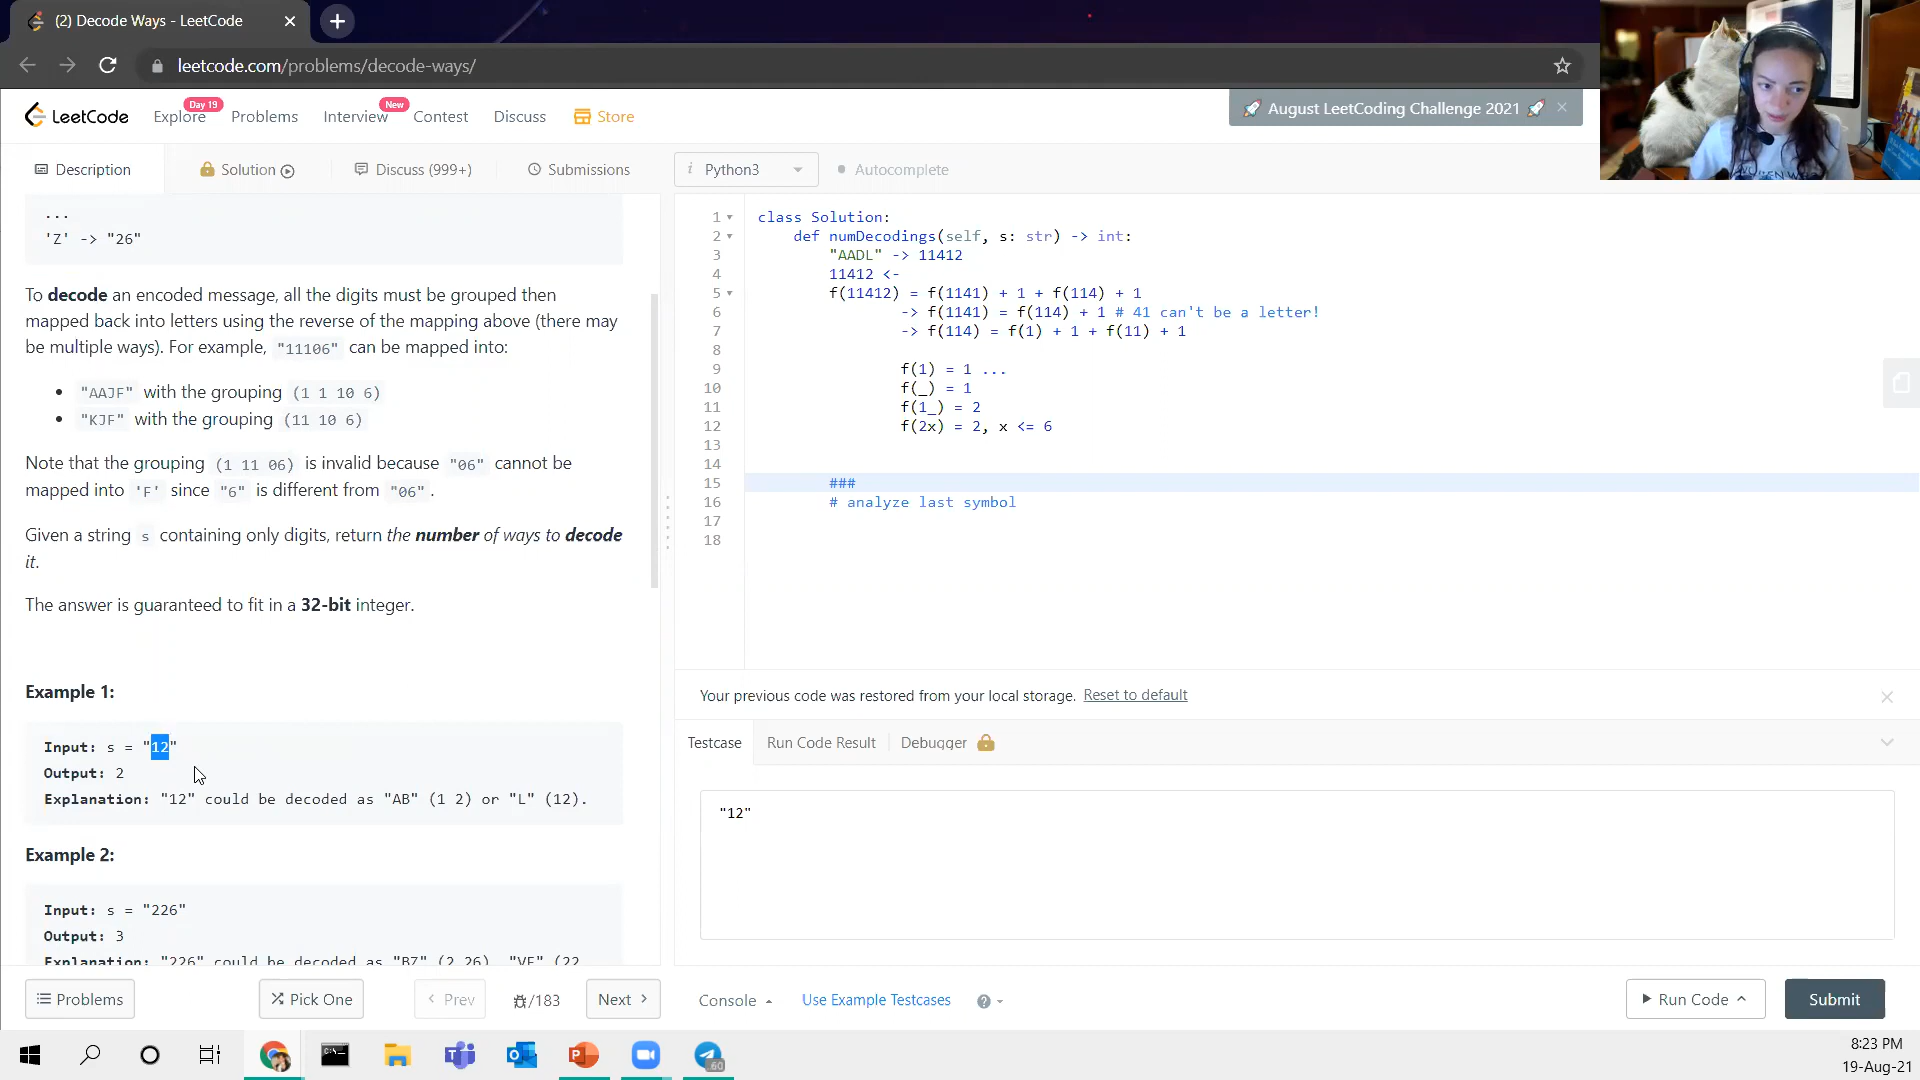 (2) Decode Ways - LeetCode
leetcode.com/problems/decode-ways/
LeetCode
Explore
Day 19
Problems
Interview
New
Contest
Discuss
Store
August LeetCoding Challenge 2021
Description
Solution
Discuss (999+)
Submissions
i Python3
Autocomplete
...
'Z' -> "26"
To decode an encoded message, all the digits must be grouped then
mapped back into letters using the reverse of the mapping above (there may
be multiple ways). For example, "11106" can be mapped into:
"AAJF" with the grouping (1 1 10 6)
"KJF" with the grouping (11 10 6)
Note that the grouping (1 11 06) is invalid because "06" cannot be
mapped into 'F' since "6" is different from "06".
Given a string s containing only digits, return the number of ways to decode
it.
The answer is guaranteed to fit in a 32-bit integer.
Example 1:
Input: s = "12"
Output: 2
Explanation: "12" could be decoded as "AB" (1 2) or "L" (12).
Example 2:
Input: s = "226"
Output: 3
Explanation: "226" could be decoded as "BZ" (2 26), "VF" (22
1 class Solution:
2 def numDecodings(self, s: str) -> int:
3 "AADL" -> 11412
4 11412 <-
5 f(11412) = f(1141) + 1 + f(114) + 1
6 -> f(1141) = f(114) + 1 # 41 can't be a letter!
7 -> f(114) = f(1) + 1 + f(11) + 1
8
9 f(1) = 1 ...
10 f(_) = 1
11 f(1_) = 2
12 f(2x) = 2, x <= 6
13
14
15 ###
16 # analyze last symbol
17
18
Your previous code was restored from your local storage. Reset to default
Testcase
Run Code Result
Debugger
"12"
Problems
Pick One
Prev
/183
Next
Console
Use Example Testcases
?
Run Code
Submit
60
8:23 PM
19-Aug-21